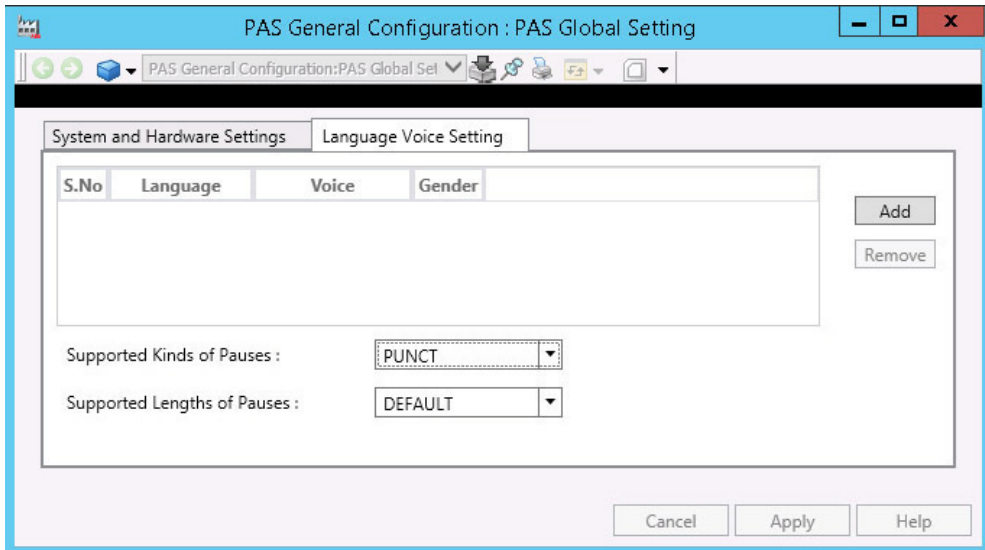 PAS General Configuration : PAS Global Setting
PAS General Configuration:PAS Global Set
System and Hardware Settings Language Voice Setting
S.No Language Voice Gender
Add
Remove
Supported Kinds of Pauses : PUNCT
Supported Lengths of Pauses : DEFAULT
Cancel Apply Help